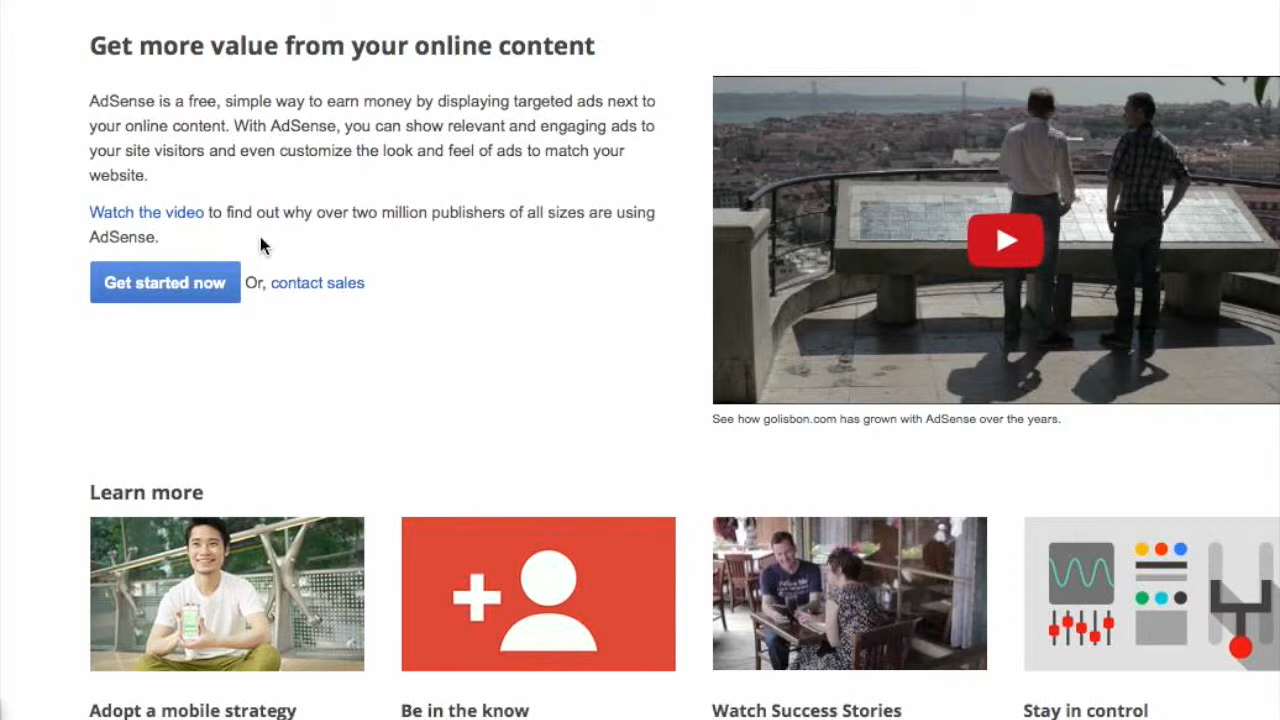 Get more value from your online content
AdSense is a free, simple way to earn money by displaying targeted ads next to
your online content. With AdSense, you can show relevant and engaging ads to
your site visitors and even customize the look and feel of ads to match your
website.
Watch the video to find out why over two million publishers of all sizes are using
AdSense.
Get started now Or, contact sales
See how golisbon.com has grown with AdSense over the years.
Learn more
Adopt a mobile strategy
Be in the know
Watch Success Stories
Stay in control